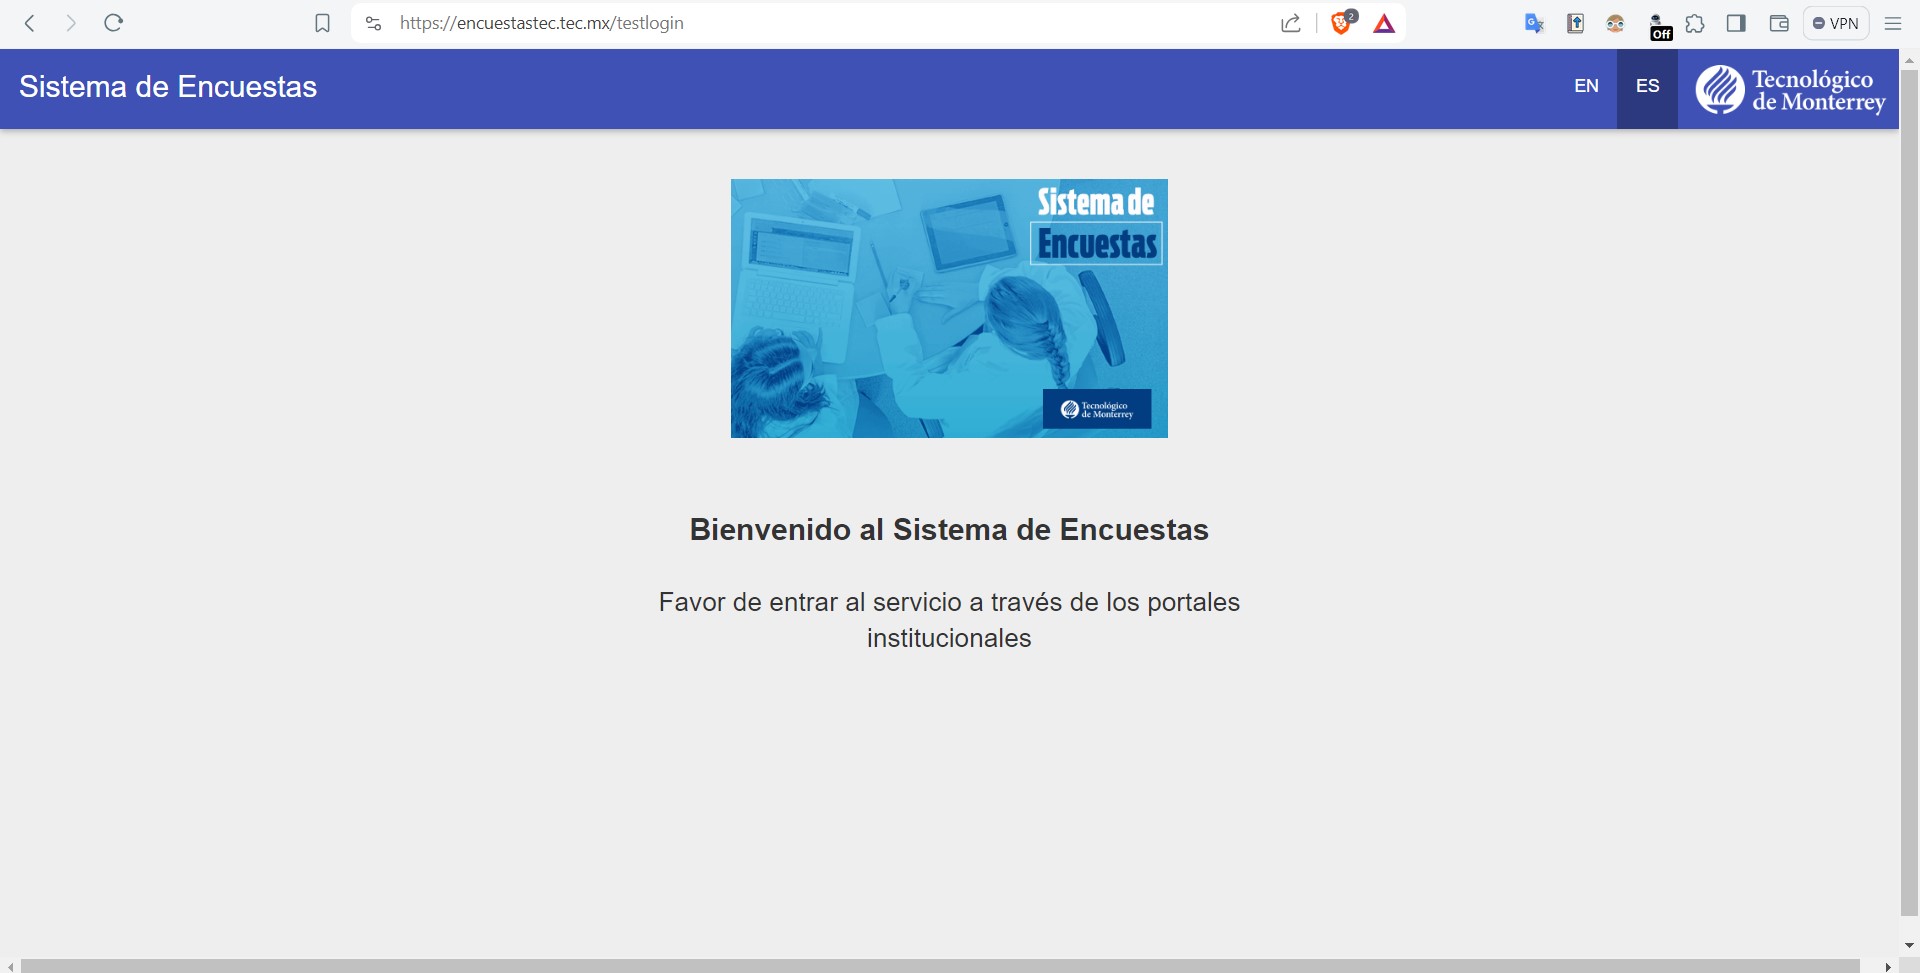 https://encuestastec.tec.mx/testlogin
2
Off
VPN
Sistema de Encuestas
EN
ES
Tecnológico
de Monterrey
Sistema de
Encuestas
Tecnológico
de Monterrey
Bienvenido al Sistema de Encuestas
Favor de entrar al servicio a través de los portales
institucionales